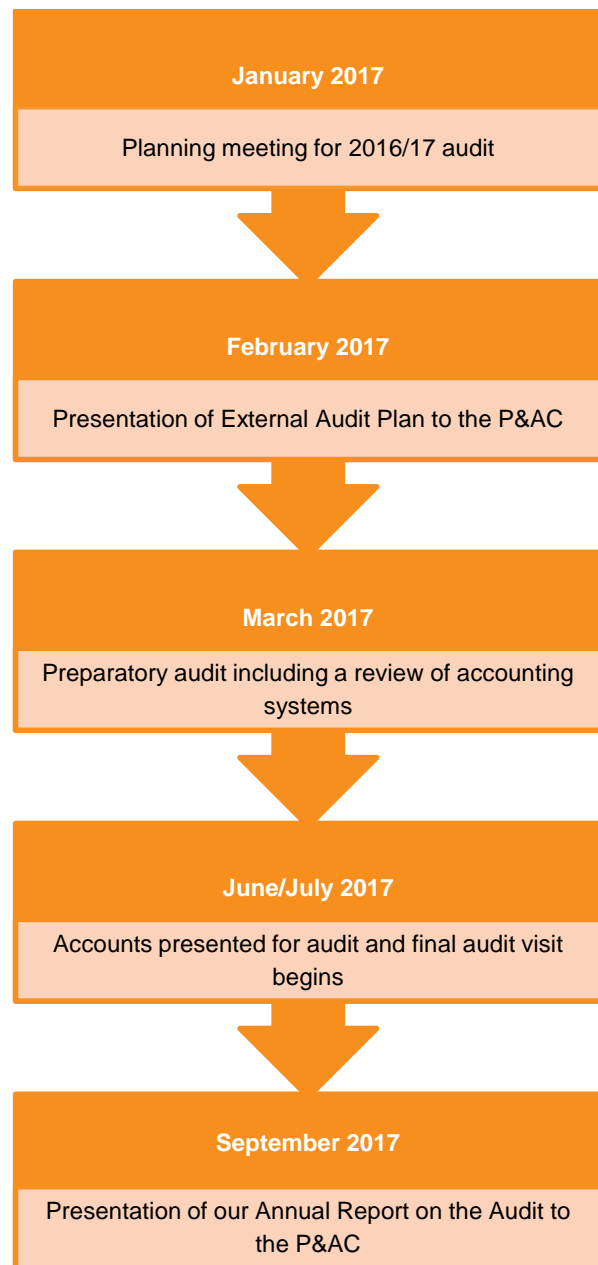 January 2017
Planning meeting for 2016/17 audit
February 2017
Presentation of External Audit Plan to the P&AC
March 2017
Preparatory audit including a review of accounting
systems
June/July 2017
Accounts presented for audit and final audit visit
begins
September 2017
Presentation of our Annual Report on the Audit to
the P&AC